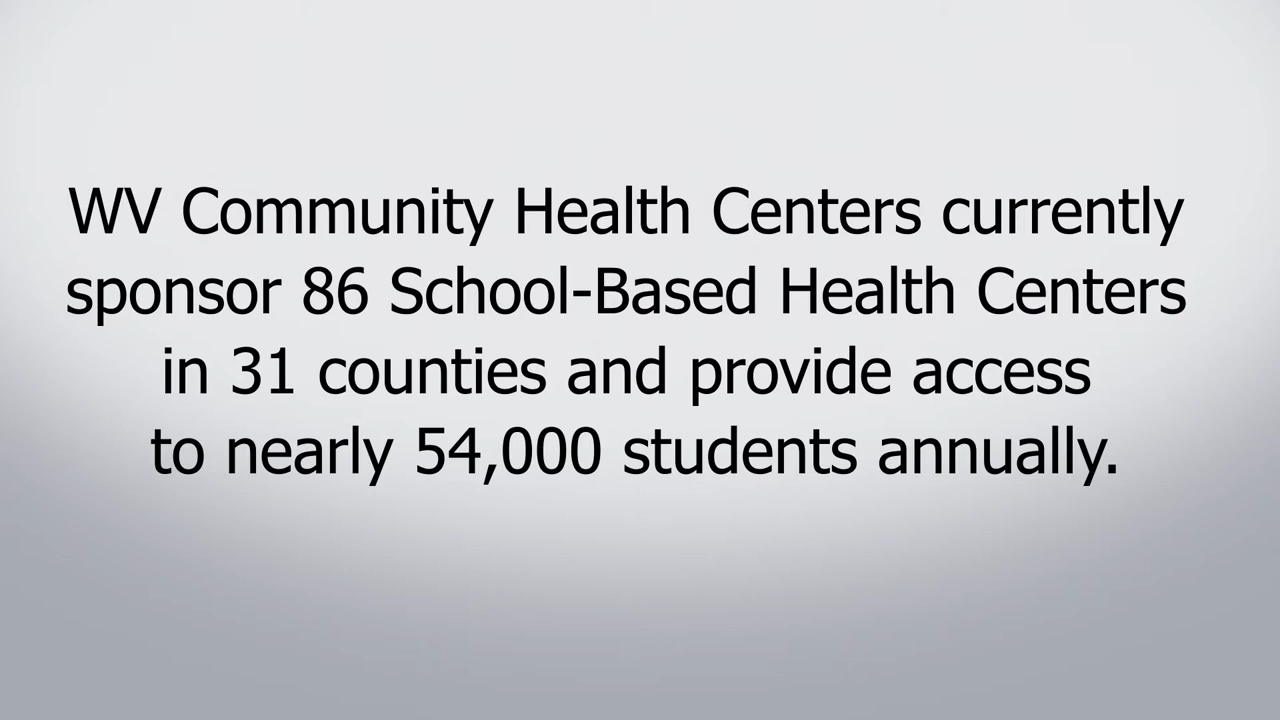 WV Community Health Centers currently
sponsor 86 School-Based Health Centers
in 31 counties and provide access
to nearly 54,000 students annually.